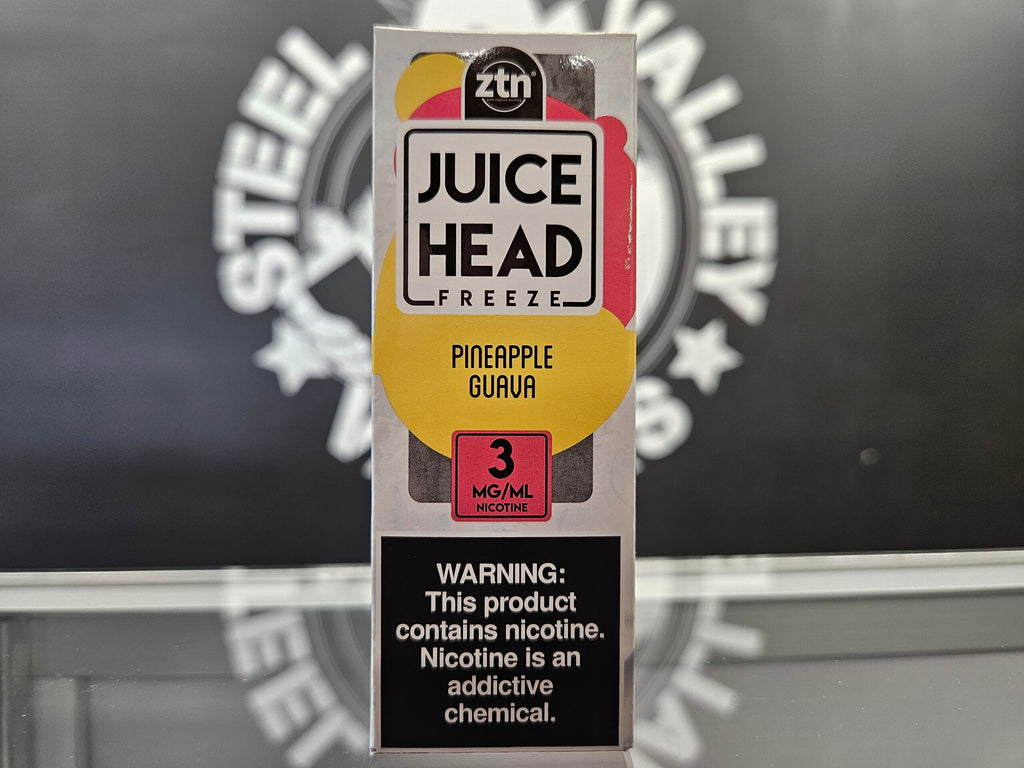 STEEL VALLEY
ztn
JUICE
HEAD
FREEZE
PINEAPPLE
GUAVA
3
MG/ML
NICOTINE
WARNING:
This product
contains nicotine.
Nicotine is an
addictive
chemical.